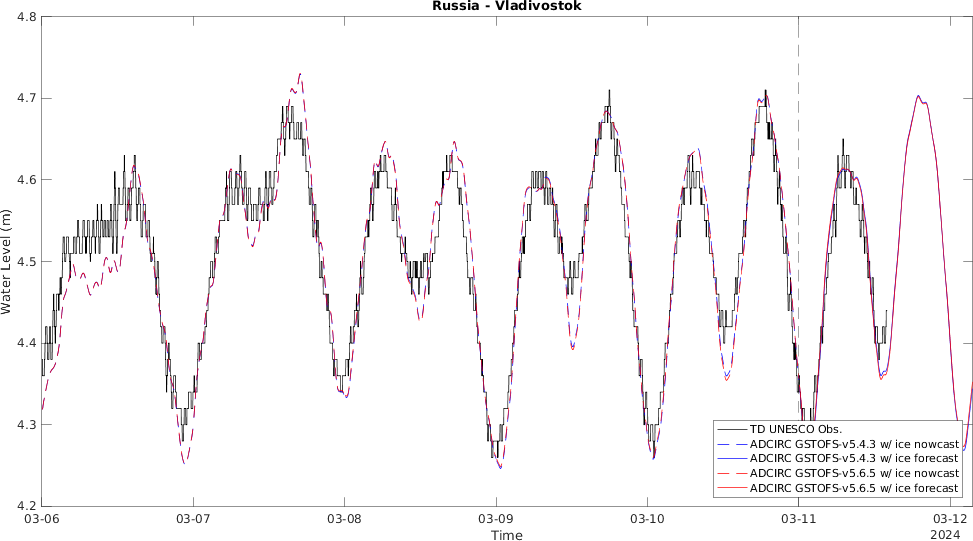 Russia - Vladivostok
4.8
4.7
4.6
4.5
4.4
4.3
4.2
Water Level (m)
TD UNESCO Obs.
ADCIRC GSTOFS-v5.4.3 w/ ice nowcast
ADCIRC GSTOFS-v5.4.3 w/ ice forecast
ADCIRC GSTOFS-v5.6.5 w/ ice nowcast
ADCIRC GSTOFS-v5.6.5 w/ ice forecast
03-06 03-07 03-08 03-09 03-10 03-11 03-12
Time
2024